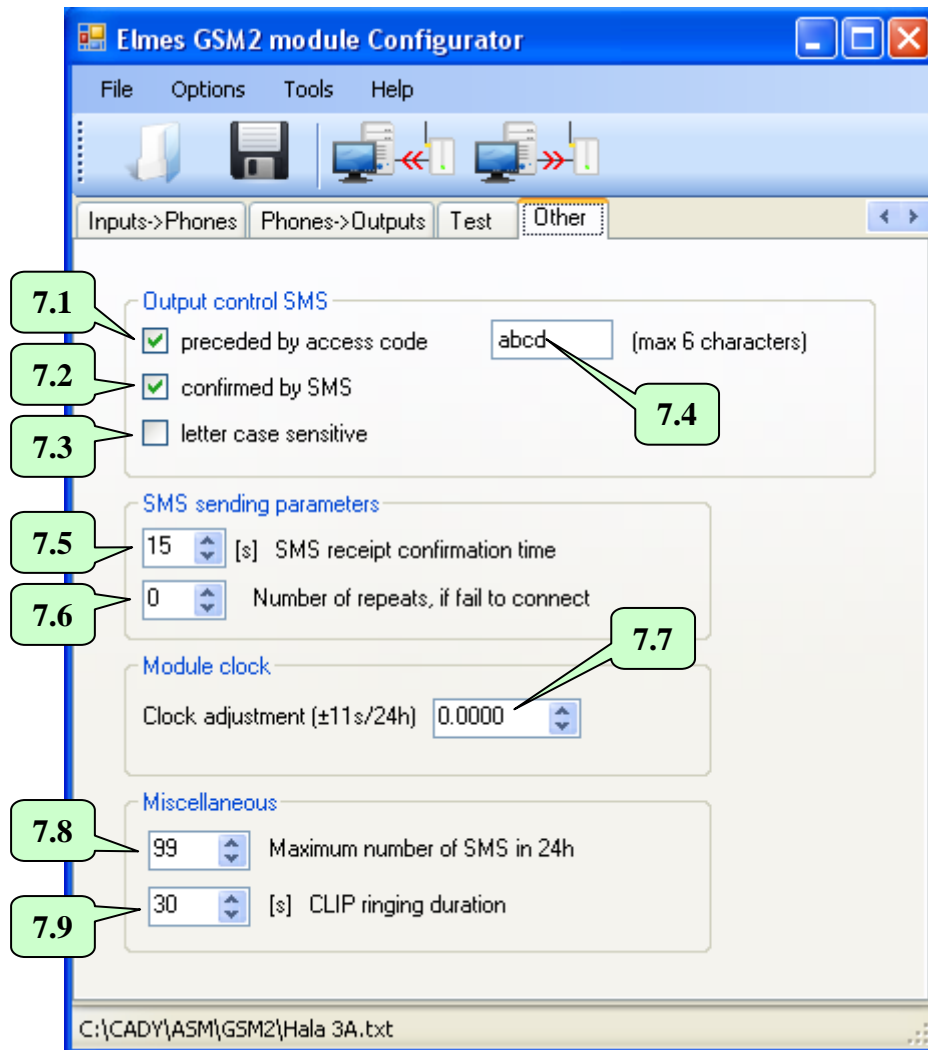 Elmes GSM2 module Configurator
File Options Tools Help
Inputs->Phones Phones->Outputs Test Other
Output control SMS
7.1 preceded by access code abcd (max 6 characters)
7.2 confirmed by SMS 7.4
7.3 letter case sensitive
SMS sending parameters
7.5 15 [s] SMS receipt confirmation time
7.6 0 Number of repeats, if fail to connect
7.7
Module clock
Clock adjustment (±11s/24h) 0.0000
Miscellaneous
7.8 99 Maximum number of SMS in 24h
7.9 30 [s] CLIP ringing duration
C:\CADY\ASM\GSM2\Hala 3A.txt